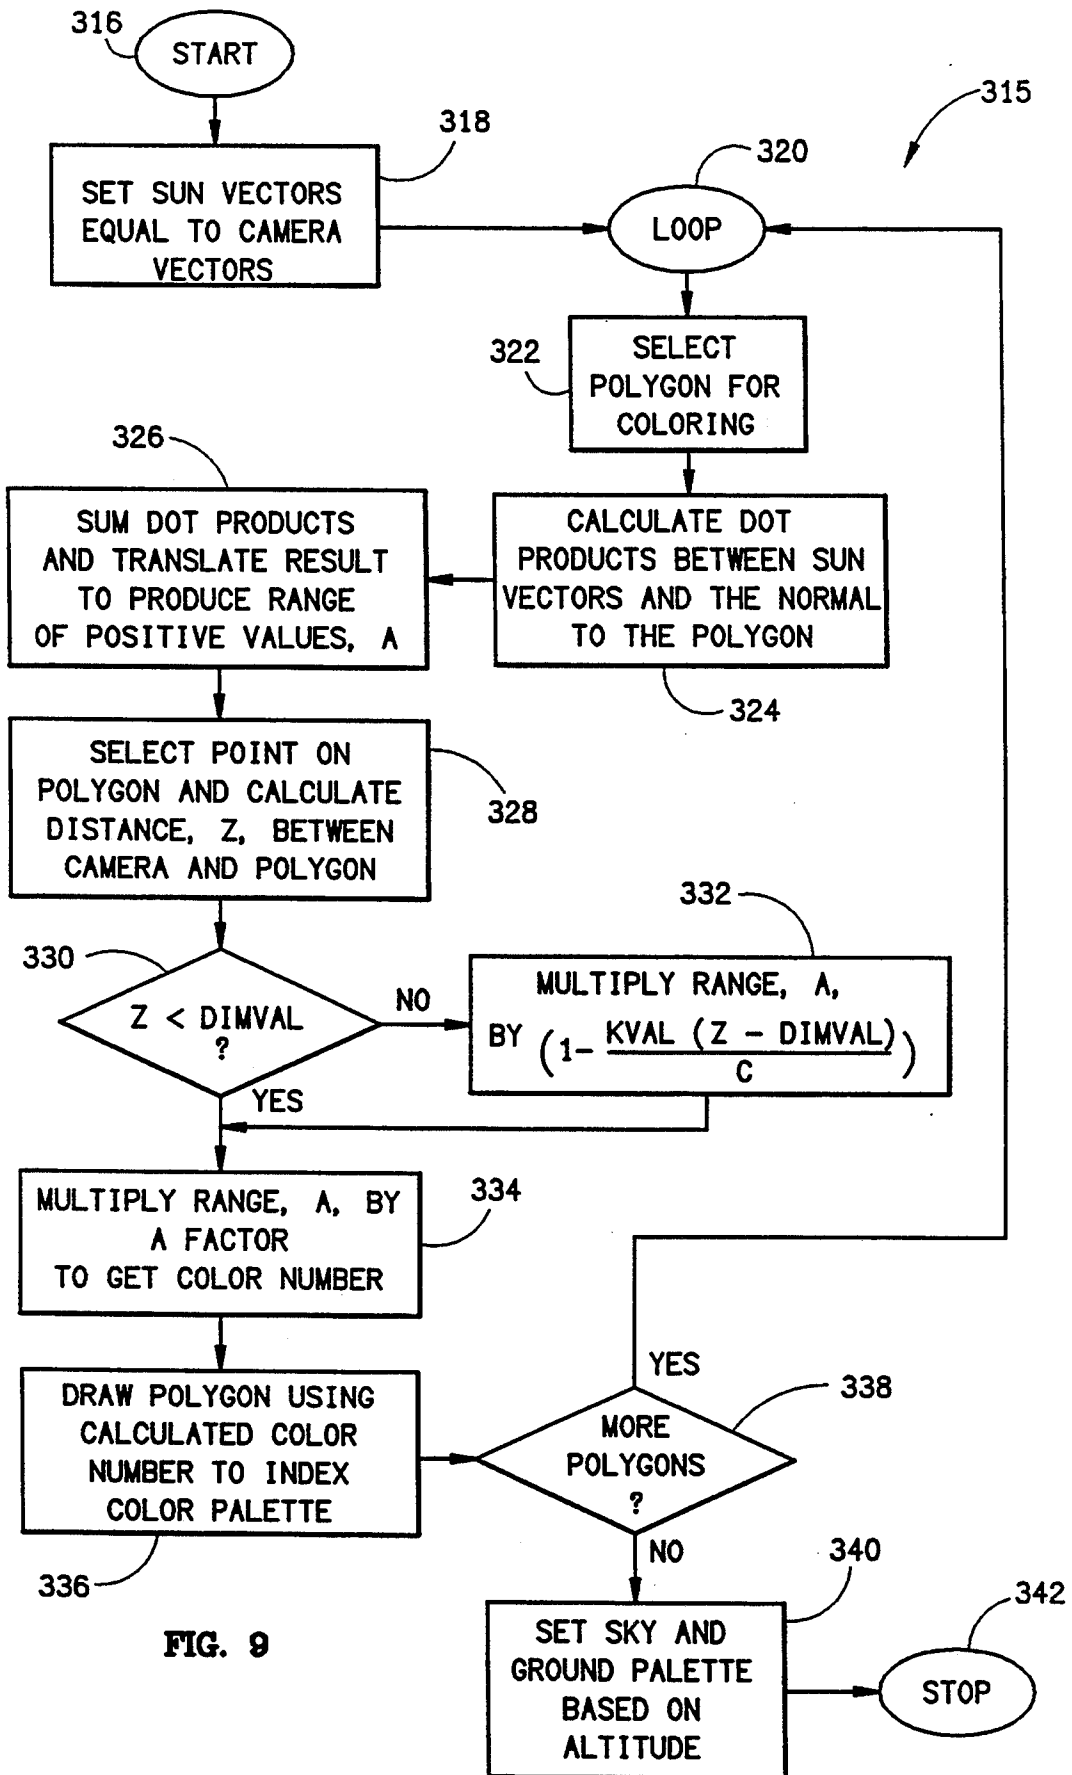 316
START
315
318
SET SUN VECTORS
EQUAL TO CAMERA
VECTORS
320
LOOP
322
SELECT
POLYGON FOR
COLORING
326
SUM DOT PRODUCTS
AND TRANSLATE RESULT
TO PRODUCE RANGE
OF POSITIVE VALUES, A
CALCULATE DOT
PRODUCTS BETWEEN SUN
VECTORS AND THE NORMAL
TO THE POLYGON
324
SELECT POINT ON
POLYGON AND CALCULATE
DISTANCE, Z, BETWEEN
CAMERA AND POLYGON
328
330
Z < DIMVAL
?
NO
YES
332
MULTIPLY RANGE, A,
BY (1- KVAL (Z - DIMVAL)
C)
334
MULTIPLY RANGE, A, BY
A FACTOR
TO GET COLOR NUMBER
DRAW POLYGON USING
CALCULATED COLOR
NUMBER TO INDEX
COLOR PALETTE
336
YES
338
MORE
POLYGONS
?
NO
340
SET SKY AND
GROUND PALETTE
BASED ON
ALTITUDE
342
STOP
FIG. 9